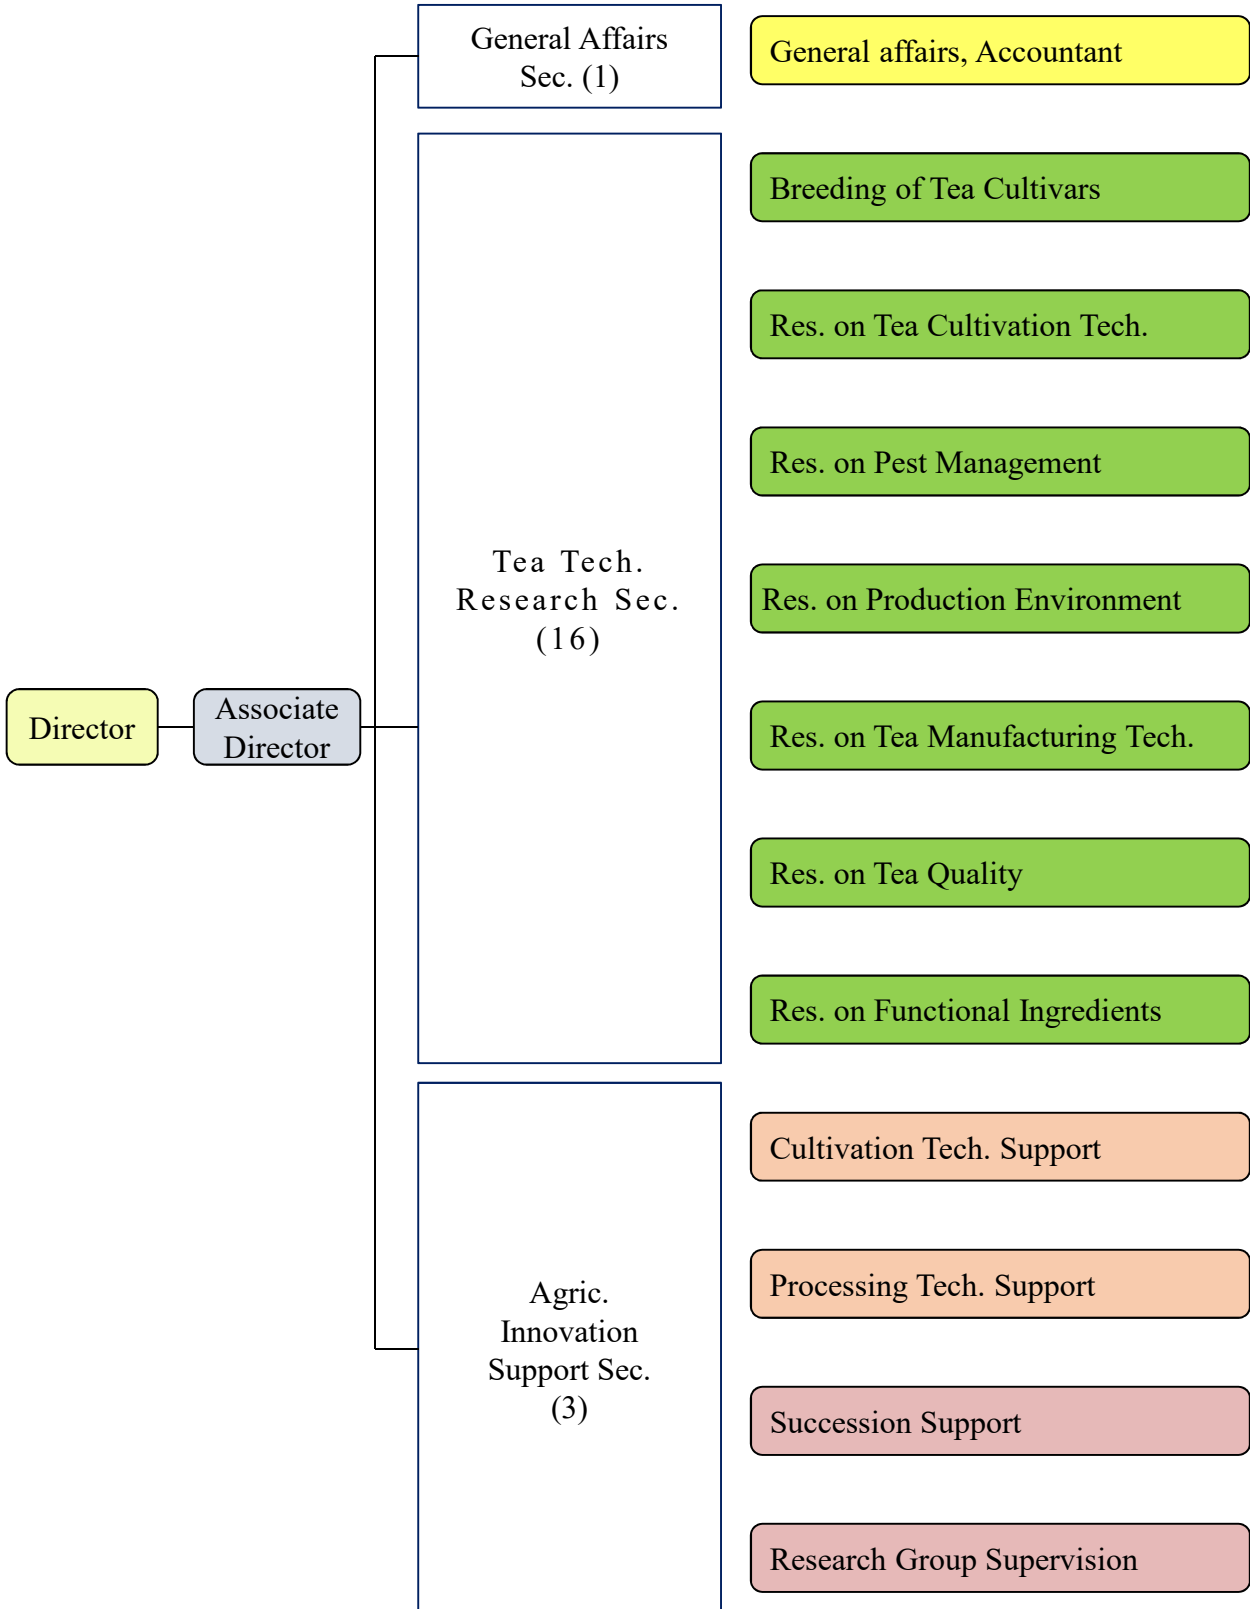 Director
Associate
Director
General Affairs
Sec. (1)
General affairs, Accountant
Tea Tech.
Research Sec.
(16)
Breeding of Tea Cultivars
Res. on Tea Cultivation Tech.
Res. on Pest Management
Res. on Production Environment
Res. on Tea Manufacturing Tech.
Res. on Tea Quality
Res. on Functional Ingredients
Agric.
Innovation
Support Sec.
(3)
Cultivation Tech. Support
Processing Tech. Support
Succession Support
Research Group Supervision